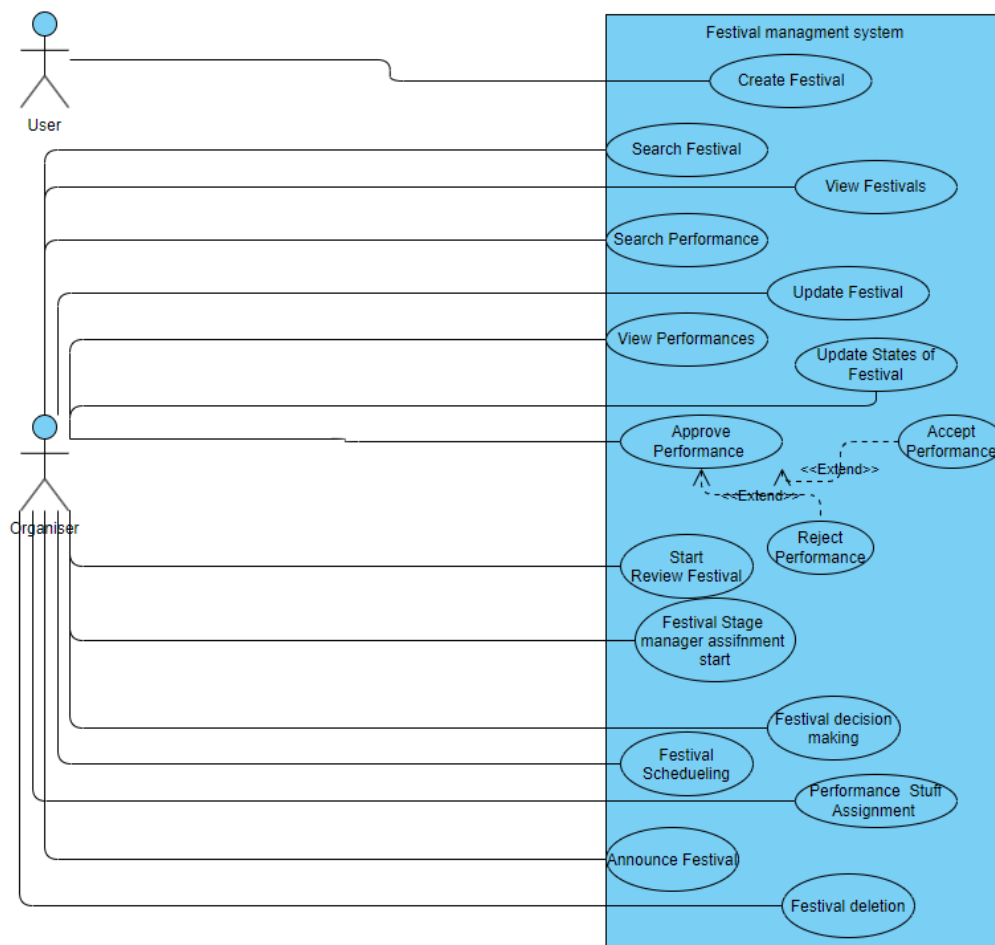 Festival managment system
Create Festival
User
Search Festival
View Festivals
Search Performance
Update Festival
View Performances
Update States of
Festival
Approve
Performance
Accept
Performance
<<Extend>>
<<Extend>>
Organiser
Reject
Performance
Start
Review Festival
Festival Stage
manager assifnment
start
Festival decision
making
Festival
Schedueling
Performance Stuff
Assignment
Announce Festival
Festival deletion